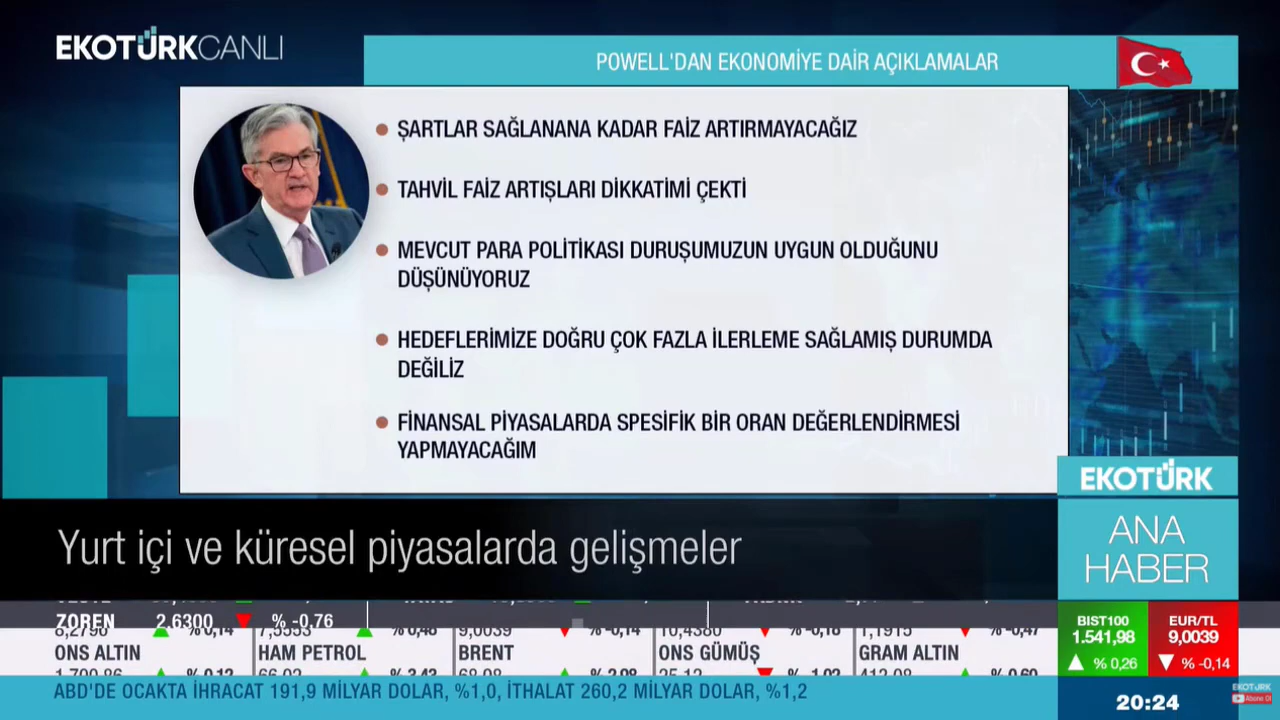 EKOTÜRKCANLI
POWELL'DAN EKONOMİYE DAİR AÇIKLAMALAR
ŞARTLAR SAĞLANANA KADAR FAİZ ARTIRMAYACAĞIZ
TAHVİL FAİZ ARTIŞLARI DİKKATİMİ ÇEKTİ
MEVCUT PARA POLİTİKASI DURUŞUMUZUN UYGUN OLDUĞUNU
DÜŞÜNÜYORUZ
HEDEFLERİMİZE DOĞRU ÇOK FAZLA İLERLEME SAĞLAMIŞ DURUMDA
DEĞİLİZ
FİNANSAL PİYASALARDA SPESİFİK BİR ORAN DEĞERLENDİRMESİ
YAPMAYACAĞIM
EKOTÜRK
ANA
HABER
Yurt içi ve küresel piyasalarda gelişmeler
ZOREN 2,6300 % -0,76
ONS ALTIN HAM PETROL BRENT ONS GÜMÜŞ GRAM ALTIN
BIST100
1.541,98
% 0,26
EUR/TL
9,0039
% -0,14
ABD'DE OCAKTA İHRACAT 191,9 MİLYAR DOLAR, %1,0, İTHALAT 260,2 MİLYAR DOLAR, %1,2
20:24
EKOTÜRK
Abone Ol